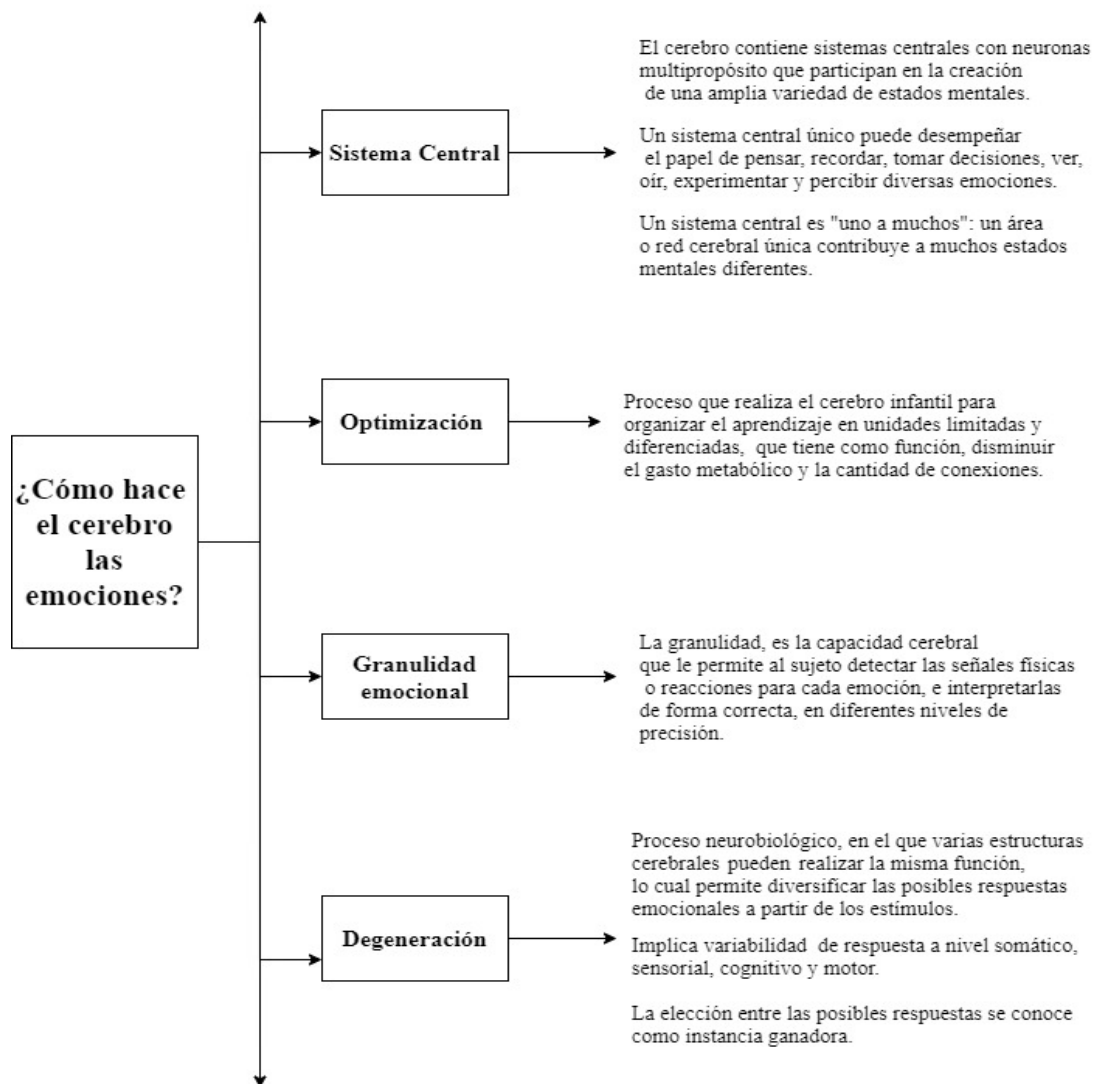 ¿Cómo hace
el cerebro
las
emociones?
Sistema Central
El cerebro contiene sistemas centrales con neuronas
multipropósito que participan en la creación
de una amplia variedad de estados mentales.
Un sistema central único puede desempeñar
el papel de pensar, recordar, tomar decisiones, ver,
oír, experimentar y percibir diversas emociones.
Un sistema central es "uno a muchos": un área
o red cerebral única contribuye a muchos estados
mentales diferentes.
Optimización
Proceso que realiza el cerebro infantil para
organizar el aprendizaje en unidades limitadas y
diferenciadas, que tiene como función, disminuir
el gasto metabólico y la cantidad de conexiones.
Granulidad
emocional
La granulidad, es la capacidad cerebral
que le permite al sujeto detectar las señales físicas
o reacciones para cada emoción, e interpretarlas
de forma correcta, en diferentes niveles de
precisión.
Degeneración
Proceso neurobiológico, en el que varias estructuras
cerebrales pueden realizar la misma función,
lo cual permite diversificar las posibles respuestas
emocionales a partir de los estímulos.
Implica variabilidad de respuesta a nivel somático,
sensorial, cognitivo y motor.
La elección entre las posibles respuestas se conoce
como instancia ganadora.